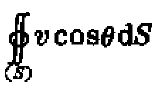 ∯(S) v cosθ dS